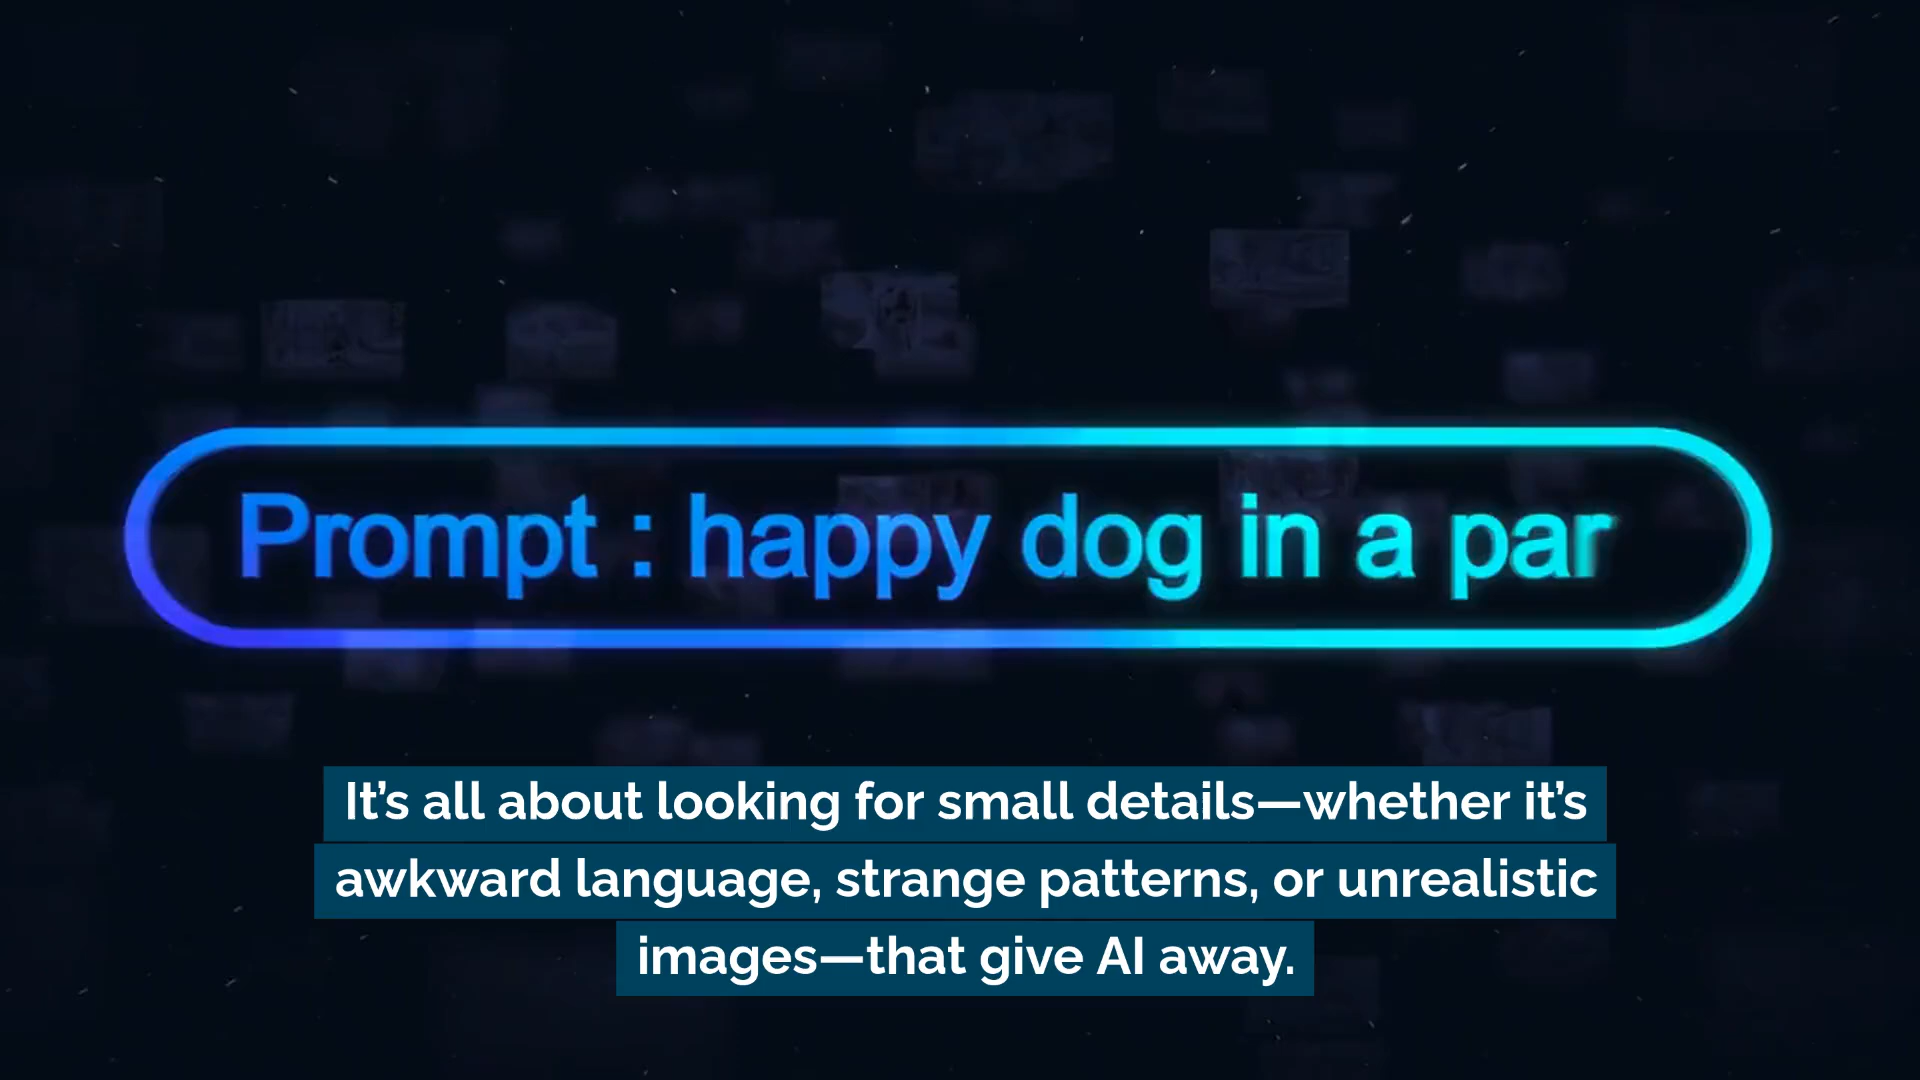 Prompt : happy dog in a par
It’s all about looking for small details—whether it’s
awkward language, strange patterns, or unrealistic
images—that give AI away.